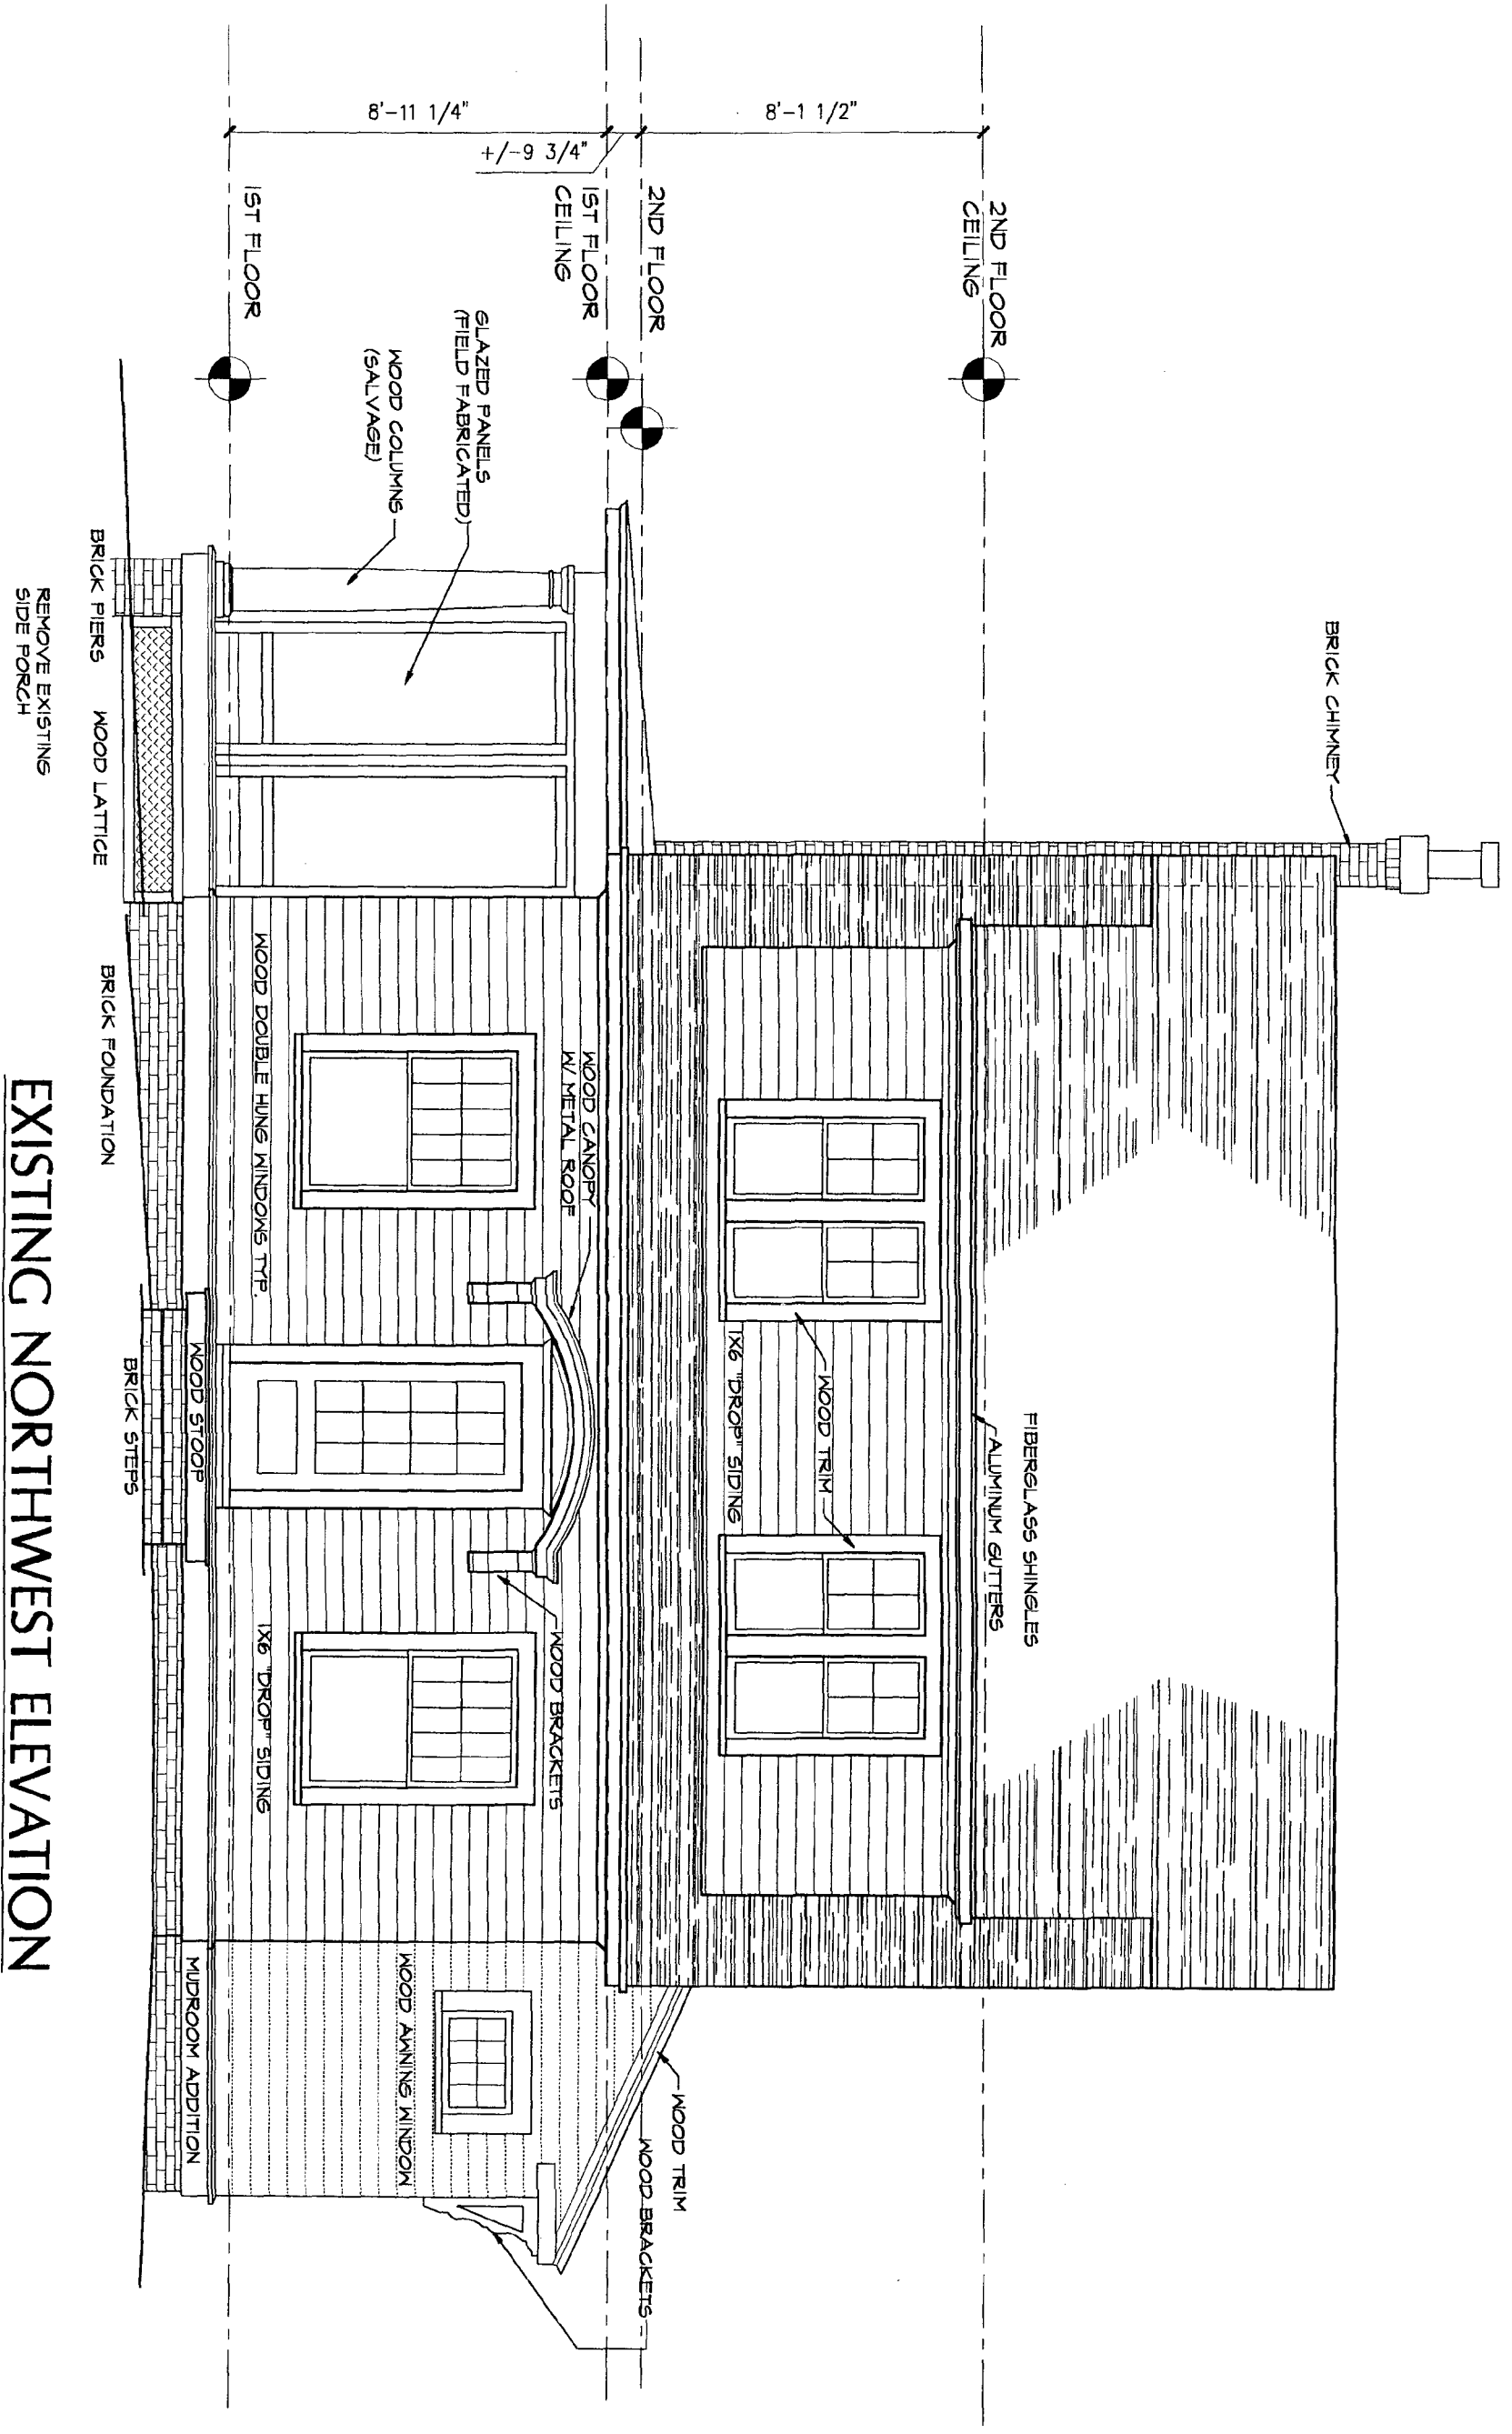 BRICK CHIMNEY
8'-1 1/2"
2ND FLOOR
CEILING
FIBERGLASS SHINGLES
ALUMINUM GUTTERS
WOOD TRIM
1X6 "DROP" SIDING
WOOD TRIM
WOOD BRACKETS
2ND FLOOR
+/-9 3/4"
1ST FLOOR
CEILING
8'-11 1/4"
GLAZED PANELS
(FIELD FABRICATED)
WOOD COLUMNS
(SALVAGE)
WOOD CANOPY
W/ METAL ROOF
WOOD BRACKETS
WOOD AWNING WINDOW
1ST FLOOR
WOOD DOUBLE HUNG WINDOWS TYP.
1X6 "DROP" SIDING
WOOD STOOP
MUDROOM ADDITION
BRICK PIERS
WOOD LATTICE
BRICK FOUNDATION
BRICK STEPS
REMOVE EXISTING
SIDE PORCH
EXISTING NORTHWEST ELEVATION